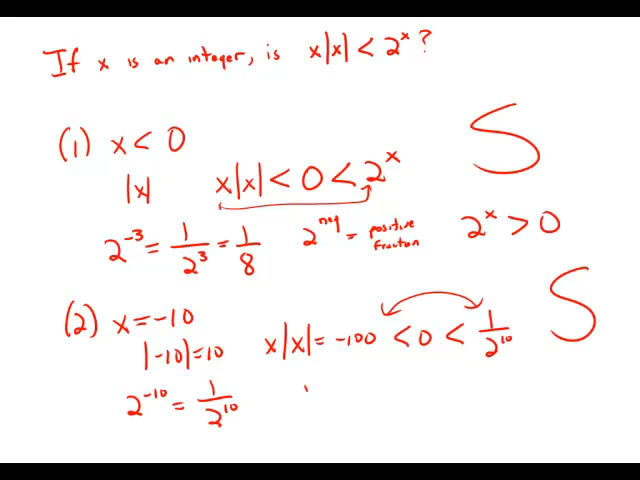 If x is an integer, is x|x| < 2^x ?
(1) x < 0
S
|x| x|x| < 0 < 2^x
2^-3 = 1/2^3 = 1/8 2^neg = positive fraction 2^x > 0
(2) x = -10
S
|-10| = 10 x|x| = -100 < 0 < 1/2^10
2^-10 = 1/2^10